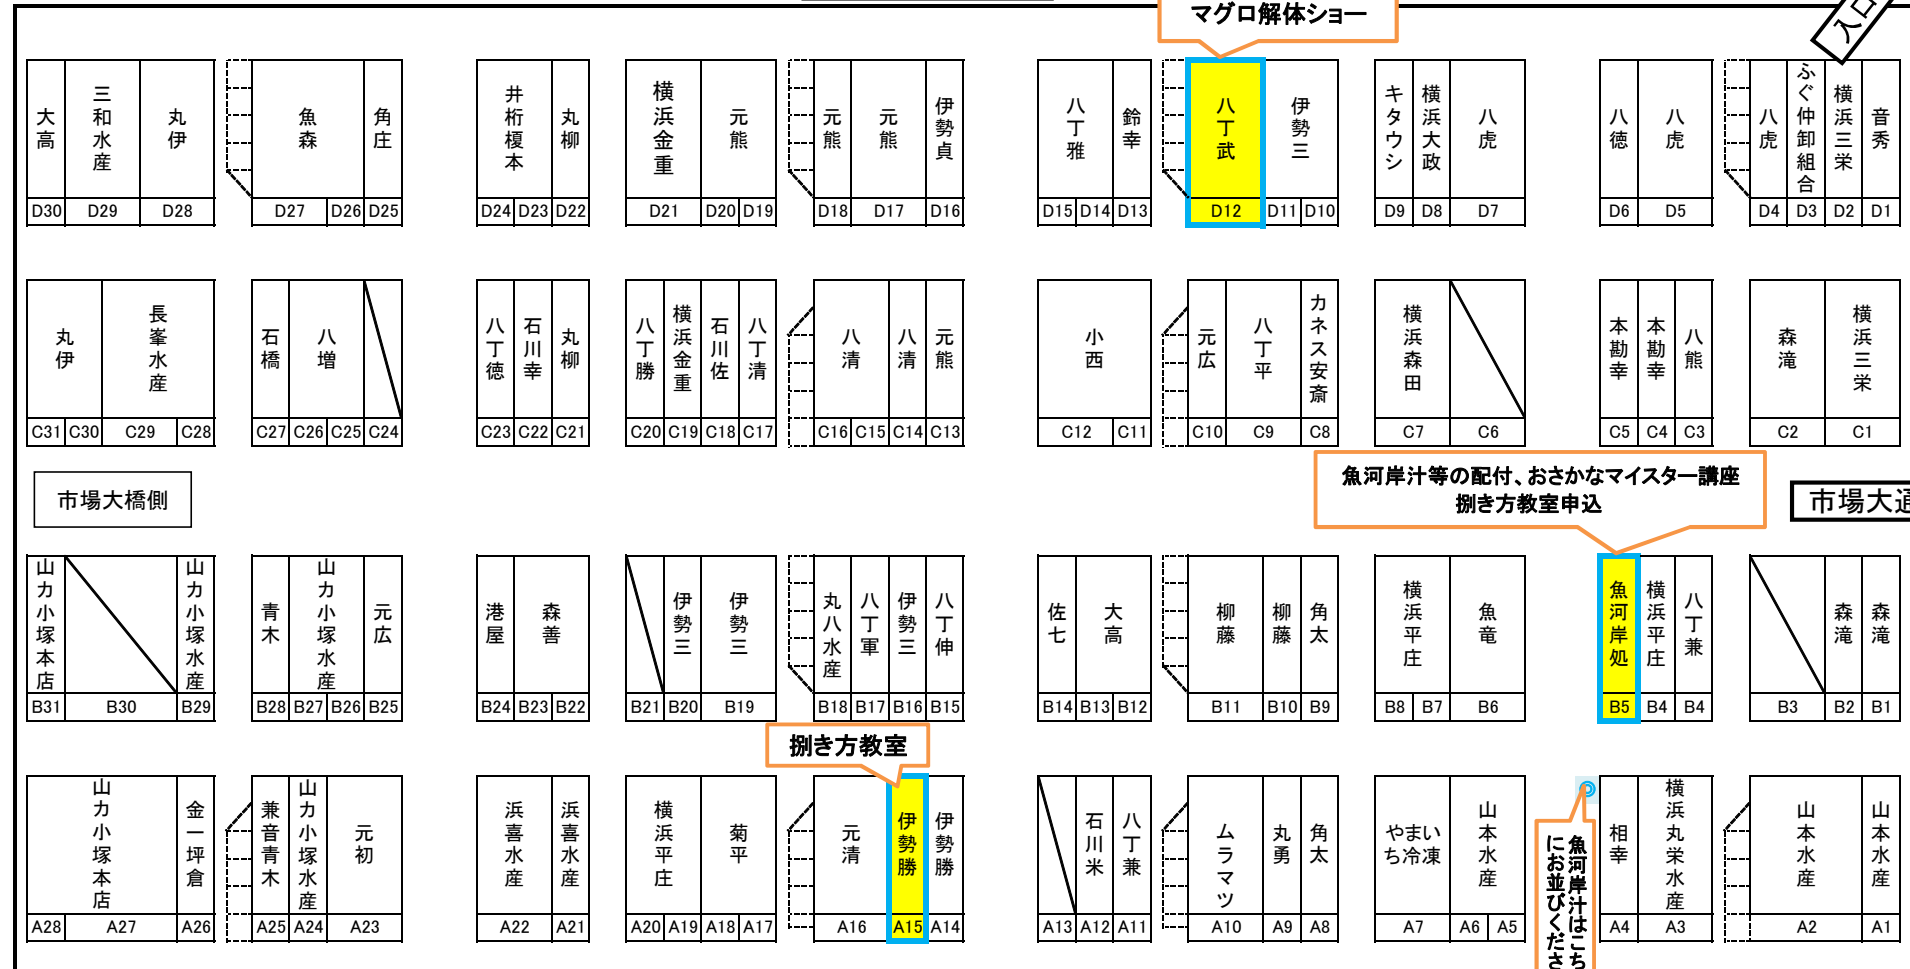 マグロ解体ショー
入口
大高
三和水産
丸伊
魚森
角庄
井桁榎本
丸柳
横浜金重
元熊
元熊
元熊
伊勢貞
八丁雅
鈴幸
八丁武
伊勢三
キタウシ
横浜大政
八虎
八徳
八虎
八虎
ふぐ仲卸組合
横浜三栄
音秀
D30 D29 D28 D27 D26 D25 D24 D23 D22 D21 D20 D19 D18 D17 D16 D15 D14 D13 D12 D11 D10 D9 D8 D7 D6 D5 D4 D3 D2 D1
丸伊
長峯水産
石橋
八増
八丁徳
石川幸
丸柳
八丁勝
横浜金重
石川佐
八丁清
八清
八清
元熊
小西
元広
八丁平
カネス安斎
横浜森田
本勘幸
本勘幸
八熊
森滝
横浜三栄
C31 C30 C29 C28 C27 C26 C25 C24 C23 C22 C21 C20 C19 C18 C17 C16 C15 C14 C13 C12 C11 C10 C9 C8 C7 C6 C5 C4 C3 C2 C1
市場大橋側
魚河岸汁等の配付、おさかなマイスター講座
捌き方教室申込
市場大通
山カ小塚本店
山カ小塚水産
青木
山カ小塚水産
元広
港屋
森善
伊勢三
伊勢三
丸八水産
八丁軍
伊勢三
八丁伸
佐七
大高
柳藤
柳藤
角太
横浜平庄
魚竜
魚河岸処
横浜平庄
八丁兼
森滝
森滝
B31 B30 B29 B28 B27 B26 B25 B24 B23 B22 B21 B20 B19 B18 B17 B16 B15 B14 B13 B12 B11 B10 B9 B8 B7 B6 B5 B4 B4 B3 B2 B1
捌き方教室
山カ小塚本店
金一坪倉
兼音青木
山カ小塚水産
元初
浜喜水産
浜喜水産
横浜平庄
菊平
元清
伊勢勝
伊勢勝
石川米
八丁兼
ムラマツ
丸勇
角太
やまい
ち冷凍
山本水産
魚河岸汁はこち
にお並びくださ
相幸
横浜丸栄水産
山本水産
山本水産
A28 A27 A26 A25 A24 A23 A22 A21 A20 A19 A18 A17 A16 A15 A14 A13 A12 A11 A10 A9 A8 A7 A6 A5 A4 A3 A2 A1